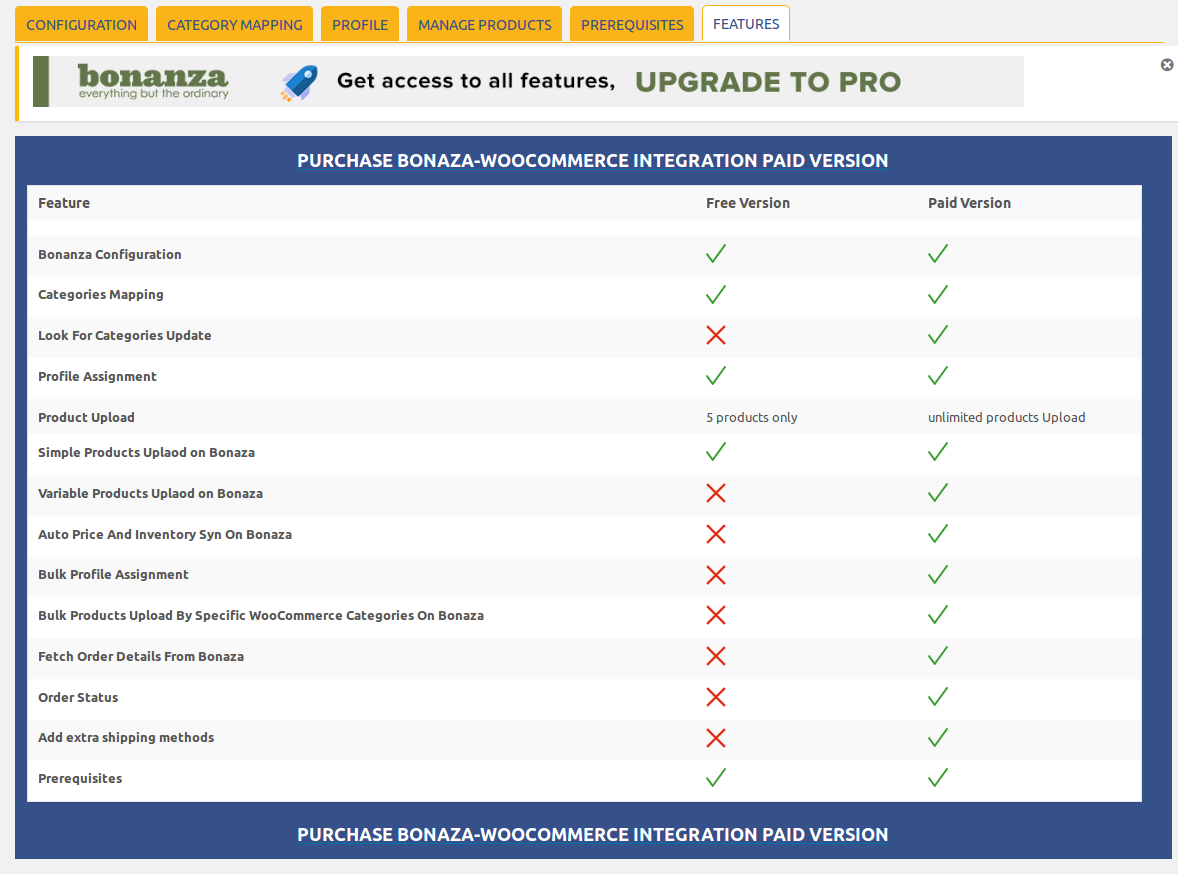 CONFIGURATION CATEGORY MAPPING PROFILE MANAGE PRODUCTS PREREQUISITES FEATURES
bonanza Get access to all features, UPGRADE TO PRO
everything but the ordinary
PURCHASE BONAZA-WOOCOMMERCE INTEGRATION PAID VERSION
Feature Free Version Paid Version
Bonanza Configuration
Categories Mapping
Look For Categories Update
Profile Assignment
Product Upload 5 products only unlimited products Upload
Simple Products Uplaod on Bonaza
Variable Products Uplaod on Bonaza
Auto Price And Inventory Syn On Bonaza
Bulk Profile Assignment
Bulk Products Upload By Specific WooCommerce Categories On Bonaza
Fetch Order Details From Bonaza
Order Status
Add extra shipping methods
Prerequisites
PURCHASE BONAZA-WOOCOMMERCE INTEGRATION PAID VERSION